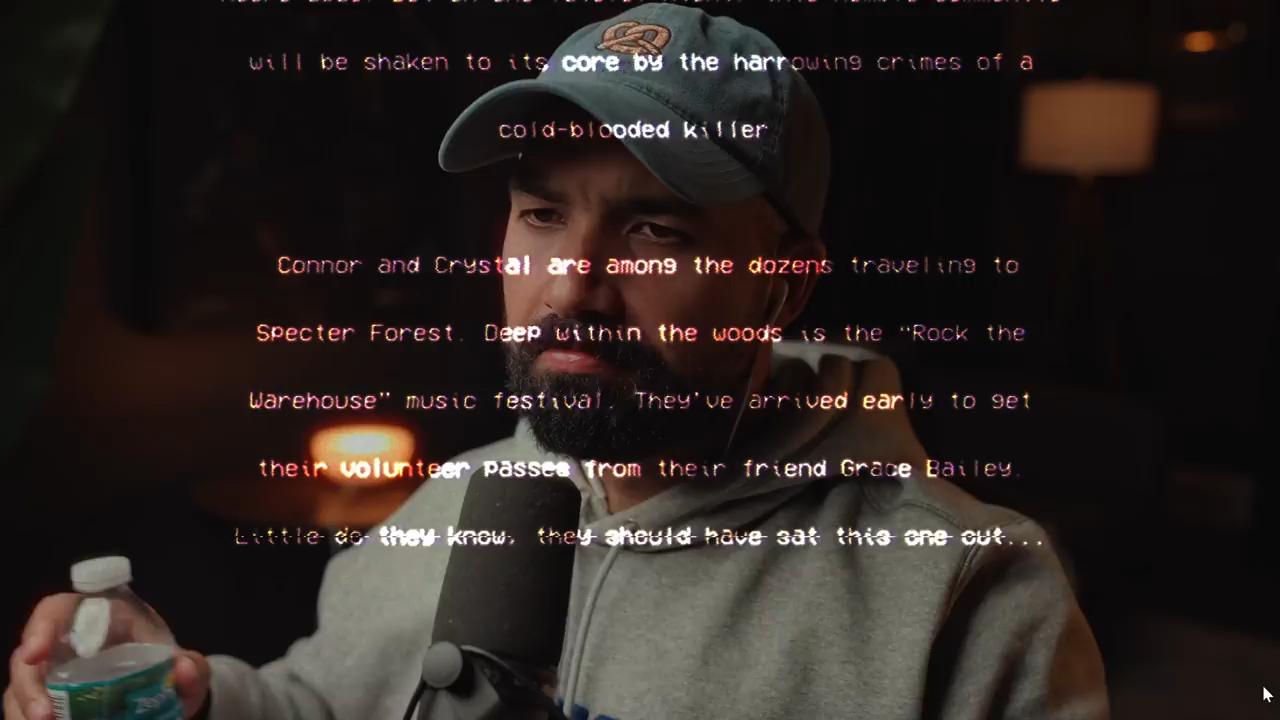 will be shaken to its core by the harrowing crimes of a
cold-blooded killer
Connor and Crystal are among the dozens traveling to
Specter Forest. Deep within the woods is the “Rock the
Warehouse” music festival. They've arrived early to get
their volunteer passes from their friend Grace Bailey.
Little do they know, they should have sat this one out...